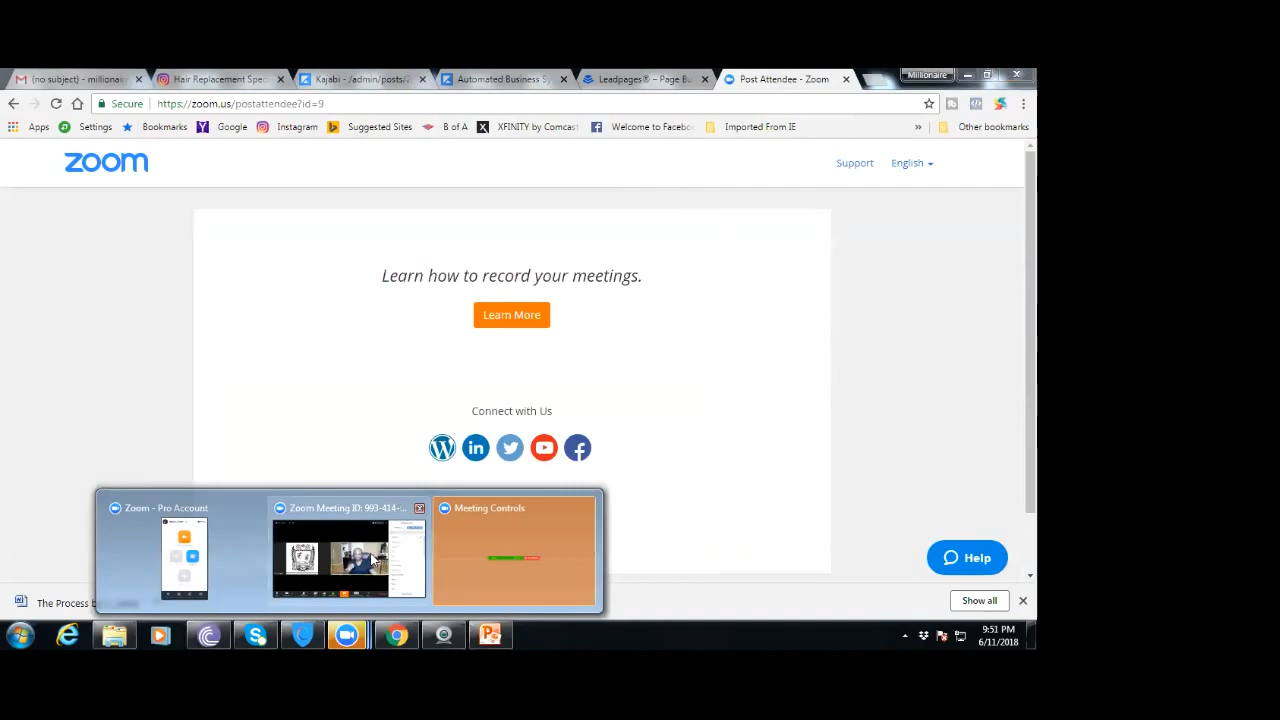 (no subject) - millionair
Hair Replacement Spec
Kajabi - /admin/posts/2
Automated Business Sy
Leadpages® – Page Bu
Post Attendee - Zoom
Millionaire
Secure
https://zoom.us/postattendee?id=9
Apps
Settings
Bookmarks
Google
Instagram
Suggested Sites
B of A
XFINITY by Comcast
Welcome to Facebo
Imported From IE
»
Other bookmarks
zoom
Support
English
Learn how to record your meetings.
Learn More
Connect with Us
Zoom - Pro Account
Zoom Meeting ID: 993-414-...
Meeting Controls
Help
The Process b
Show all
9:51 PM
6/11/2018